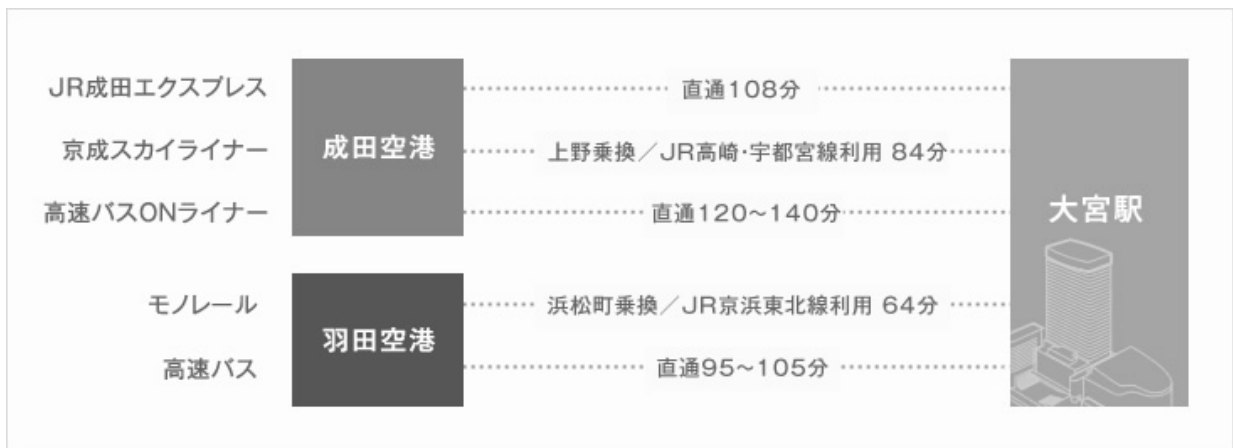 JR成田エクスプレス
成田空港
直通108分
京成スカイライナー
上野乗換／JR高崎・宇都宮線利用 84分
高速バスONライナー
直通120～140分
大宮駅
モノレール
羽田空港
浜松町乗換／JR京浜東北線利用 64分
高速バス
直通95～105分